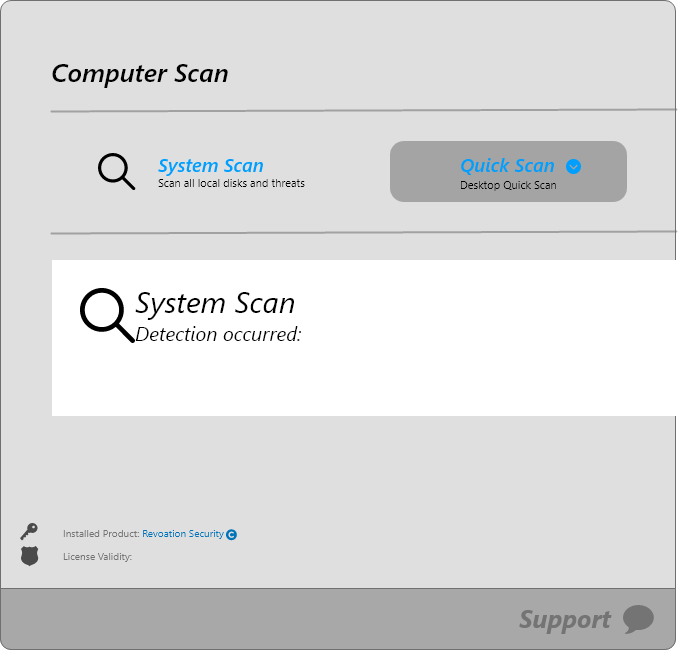 Computer Scan
System Scan
Scan all local disks and threats
Quick Scan
Desktop Quick Scan
System Scan
Detection occurred:
Installed Product: Revoation Security C
License Validity:
Support